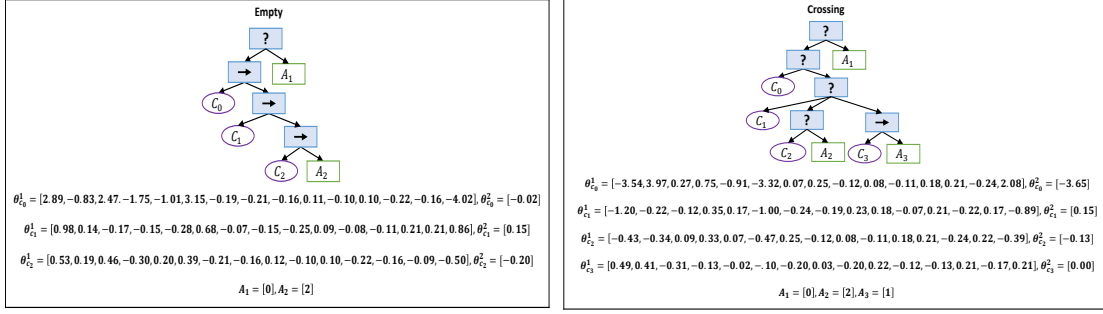 Empty
?
→ A₁
C₀ →
C₁ →
C₂ A₂
θ¹c₀ = [2.89, −0.83, 2.47. −1.75, −1.01, 3.15, −0.19, −0.21, −0.16, 0.11, −0.10, 0.10, −0.22, −0.16, −4.02], θ²c₀ = [−0.02]
θ¹c₁ = [0.98, 0.14, −0.17, −0.15, −0.28, 0.68, −0.07, −0.15, −0.25, 0.09, −0.08, −0.11, 0.21, 0.21, 0.86], θ²c₁ = [0.15]
θ¹c₂ = [0.53, 0.19, 0.46, −0.30, 0.20, 0.39, −0.21, −0.16, 0.12, −0.10, 0.10, −0.22, −0.16, −0.09, −0.50], θ²c₂ = [−0.20]
A₁ = [0], A₂ = [2]
Crossing
?
? A₁
C₀ ?
C₁ ? →
C₂ A₂ C₃ A₃
θ¹c₀ = [−3.54, 3.97, 0.27, 0.75, −0.91, −3.32, 0.07, 0.25, −0.12, 0.08, −0.11, 0.18, 0.21, −0.24, 2.08], θ²c₀ = [−3.65]
θ¹c₁ = [−1.20, −0.22, −0.12, 0.35, 0.17, −1.00, −0.24, −0.19, 0.23, 0.18, −0.07, 0.21, −0.22, 0.17, −0.89], θ²c₁ = [0.15]
θ¹c₂ = [−0.43, −0.34, 0.09, 0.33, 0.07, −0.47, 0.25, −0.12, 0.08, −0.11, 0.18, 0.21, −0.24, 0.22, −0.39], θ²c₂ = [−0.13]
θ¹c₃ = [0.49, 0.41, −0.31, −0.13, −0.02, −.10, −0.20, 0.03, −0.20, 0.22, −0.12, −0.13, 0.21, −0.17, 0.21], θ²c₃ = [0.00]
A₁ = [0], A₂ = [2], A₃ = [1]